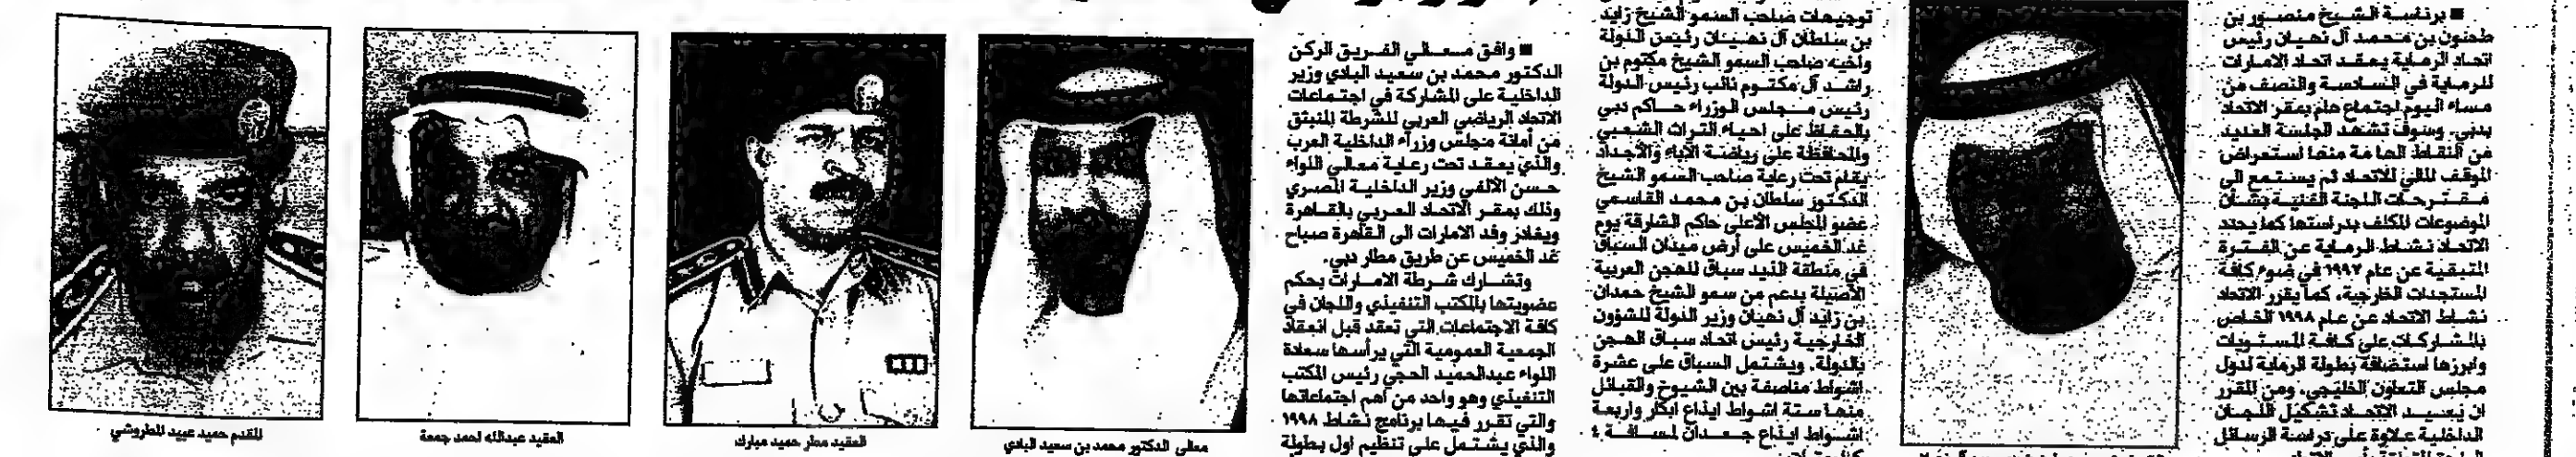 ■ برئاسة الشيخ منصور بن
طحنون بن محمد آل نهيان رئيس
اتحاد الرماية يعقد اتحاد الامارات
للرماية في السادسة والنصف من
مساء اليوم اجتماع هام بمقر الاتحاد
بدبي. وسوف تشهد الجلسة العديد
من النقاط الهامة منها استعراض
الموقف المالي للاتحاد ثم يستمع الى
مقترحات اللجنة الفنية بشأن
الموضوعات المكلف بدراستها كما يحدد
الاتحاد نشاط الرماية عن الفترة
المتبقية عن عام ١٩٩٧ في ضوء كافة
المستجدات الخارجية، كما يقرر الاتحاد
نشاط الاتحاد عن عام ١٩٩٨ الخاص
بالمشاركات على كافة المستويات
وابرزها استضافة بطولة الرماية لدول
مجلس التعاون الخليجي، ومن المقرر
ان يعيد الاتحاد تشكيل اللجان
الداخلية علاوة على دراسة الرسائل
توجيهات صاحب السمو الشيخ زايد
بن سلطان آل نهيان رئيس الدولة
واخيه صاحب السمو الشيخ مكتوم بن
راشد آل مكتوم نائب رئيس الدولة
رئيس مجلس الوزراء حاكم دبي
بالحفاظ على احياء التراث الشعبي
والمحافظة على رياضة الآباء والأجداد
يقام تحت رعاية صاحب السمو الشيخ
الدكتور سلطان بن محمد القاسمي
عضو المجلس الأعلى حاكم الشارقة يوم
غد الخميس على أرض ميدان السباق
في منطقة الذيد سباق للهجن العربية
الأصيلة بدعم من سمو الشيخ حمدان
بن زايد آل نهيان وزير الدولة للشؤون
الخارجية رئيس اتحاد سباق الهجن
بالدولة. ويشتمل السباق على عشرة
اشواط مناصفة بين الشيوخ والقبائل
منها ستة اشواط ايذاع ابكار واربعة
اشواط ايذاع جعدان لمسافة ٤
■ وافق معالي الفريق الركن
الدكتور محمد بن سعيد البادي وزير
الداخلية على المشاركة في اجتماعات
الاتحاد الرياضي العربي للشرطة المنبثق
من أمانة مجلس وزراء الداخلية العرب
والذي يعقد تحت رعاية معالي اللواء
حسن الألفي وزير الداخلية المصري
وذلك بمقر الاتحاد العربي بالقاهرة
ويغادر وفد الامارات الى القاهرة صباح
غد الخميس عن طريق مطار دبي.
وتشارك شرطة الامارات بحكم
عضويتها بالمكتب التنفيذي واللجان في
كافة الاجتماعات التي تعقد قبل انعقاد
الجمعية العمومية التي يرأسها سعادة
اللواء عبدالحميد الحجي رئيس المكتب
التنفيذي وهو واحد من أهم اجتماعاتها
والتي تقرر فيها برنامج نشاط ١٩٩٨
والذي يشتمل على تنظيم اول بطولة
معالي الدكتور محمد بن سعيد البادي
العقيد مطر حميد مبارك
العقيد عبدالله احمد جمعة
المقدم حميد عبيد المطروشي